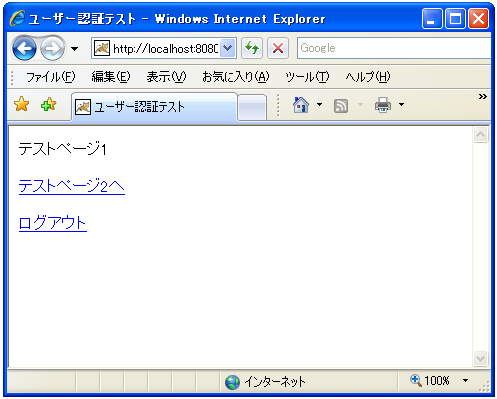 ユーザー認証テスト - Windows Internet Explorer
http://localhost:8080
Google
ファイル(F) 編集(E) 表示(V) お気に入り(A) ツール(T) ヘルプ(H)
ユーザー認証テスト
»
テストページ1
テストページ2へ
ログアウト
インターネット 100%